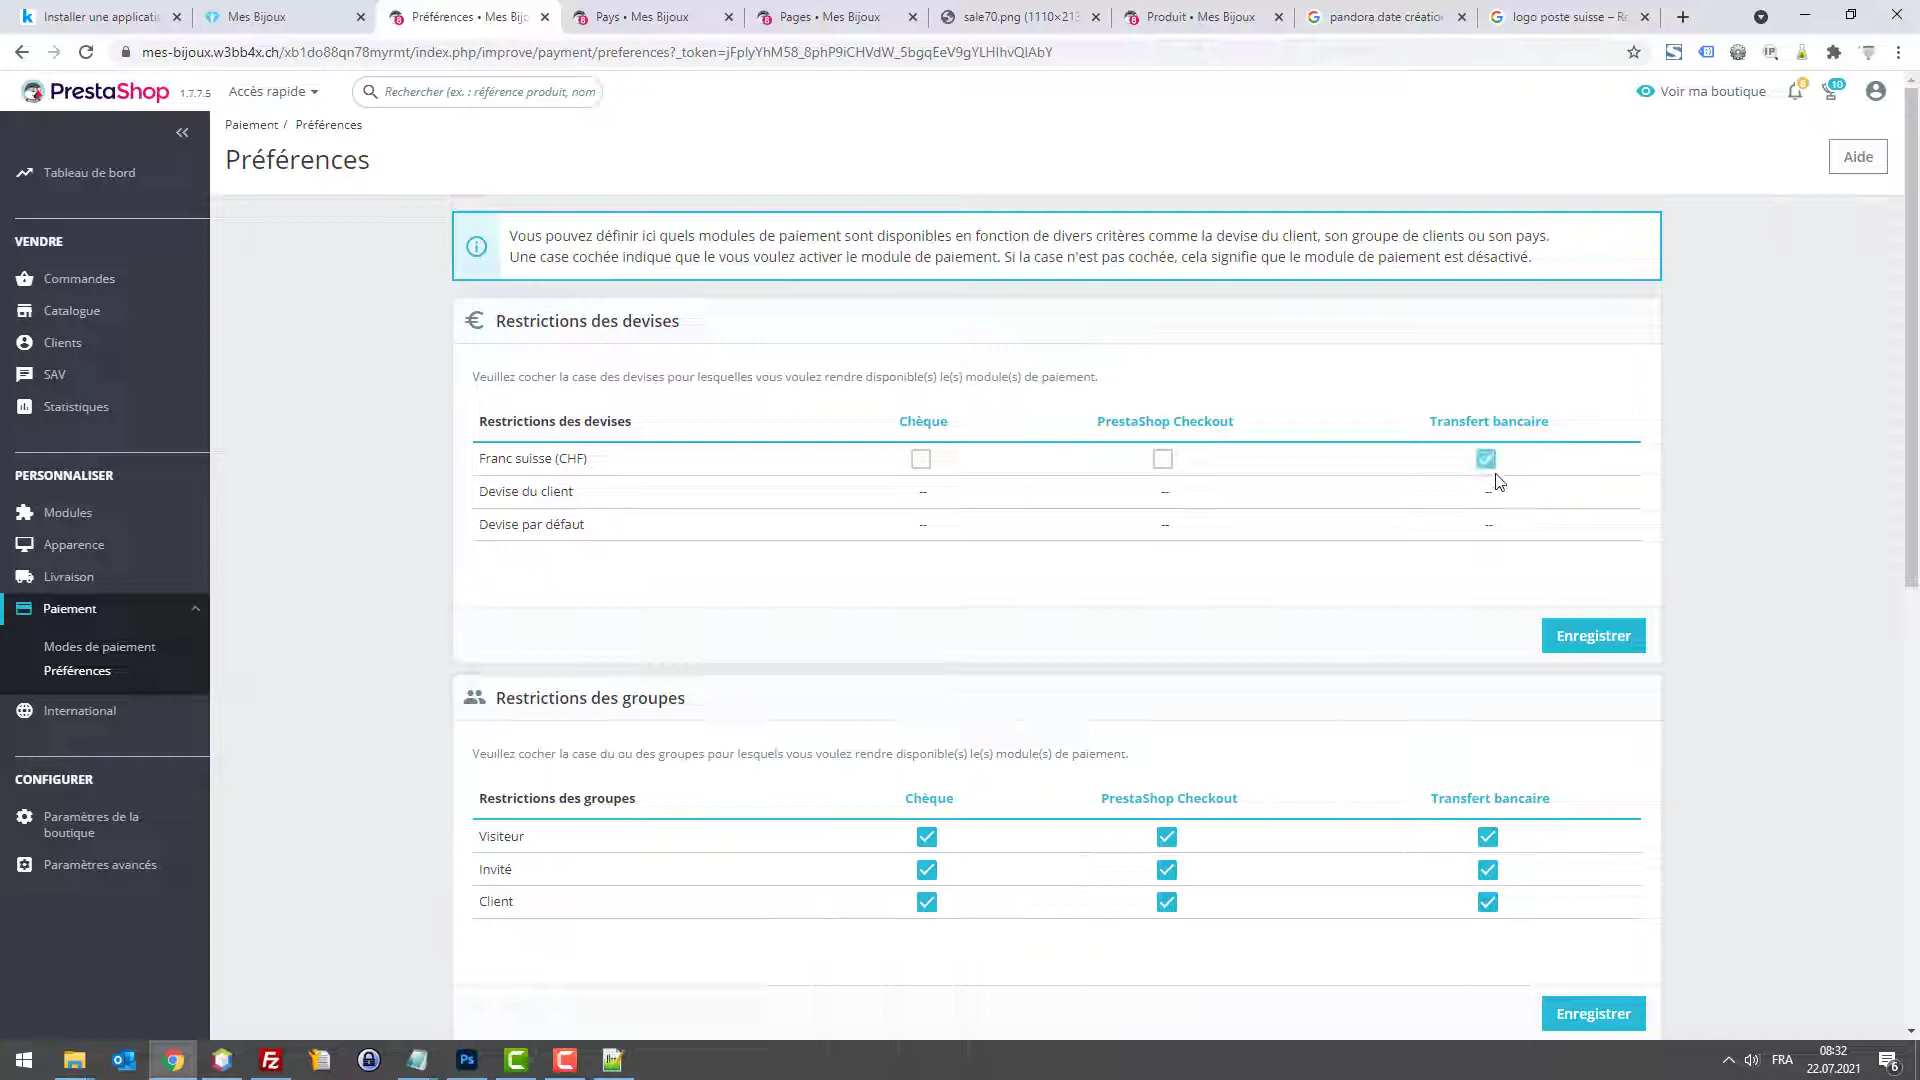 Installer une applicati
Mes Bijoux
Préférences • Mes Bij
Pays • Mes Bijoux
Pages • Mes Bijoux
sale70.png (1110×213
Produit • Mes Bijoux
pandora date créatio
logo poste suisse – Re
mes-bijoux.w3bb4x.ch/xb1do88qn78myrmt/index.php/improve/payment/preferences?_token=jFplyYhM58_8phP9iCHVdW_5bgqEeV9gYLHIhvQIAbY
PrestaShop 1.7.7.5
Accès rapide
Rechercher (ex. : référence produit, nom
Voir ma boutique
8
10
Paiement / Préférences
Préférences
Aide
Tableau de bord
VENDRE
Commandes
Catalogue
Clients
SAV
Statistiques
PERSONNALISER
Modules
Apparence
Livraison
Paiement
Modes de paiement
Préférences
International
CONFIGURER
Paramètres de la
boutique
Paramètres avancés
Vous pouvez définir ici quels modules de paiement sont disponibles en fonction de divers critères comme la devise du client, son groupe de clients ou son pays.
Une case cochée indique que le vous voulez activer le module de paiement. Si la case n'est pas cochée, cela signifie que le module de paiement est désactivé.
€ Restrictions des devises
Veuillez cocher la case des devises pour lesquelles vous voulez rendre disponible(s) le(s) module(s) de paiement.
Restrictions des devises Chèque PrestaShop Checkout Transfert bancaire
Franc suisse (CHF)
Devise du client -- -- --
Devise par défaut -- -- --
Enregistrer
Restrictions des groupes
Veuillez cocher la case du ou des groupes pour lesquels vous voulez rendre disponible(s) le(s) module(s) de paiement.
Restrictions des groupes Chèque PrestaShop Checkout Transfert bancaire
Visiteur
Invité
Client
Enregistrer
FRA
08:32
22.07.2021
6